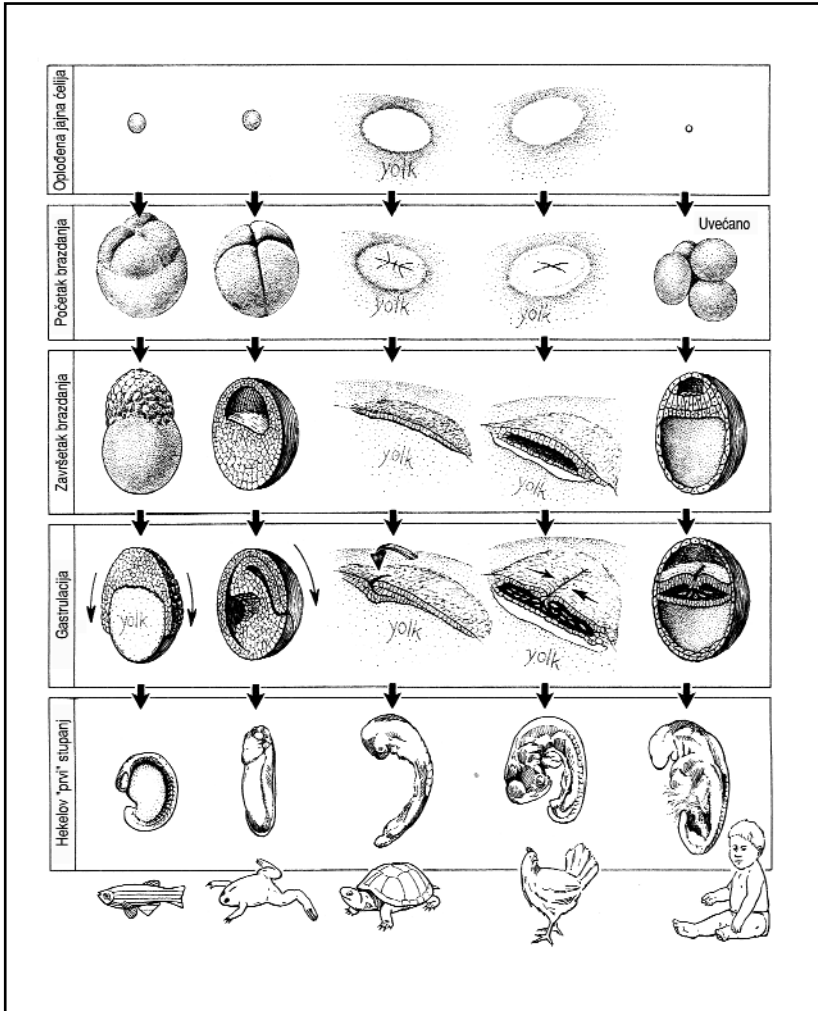 Oplođena jajna ćelija
yolk
Početak brazdanja
yolk
yolk
Uvećano
Završetak brazdanja
yolk
yolk
Gastrulacija
yolk
yolk
yolk
Hekelov "prvi" stupanj